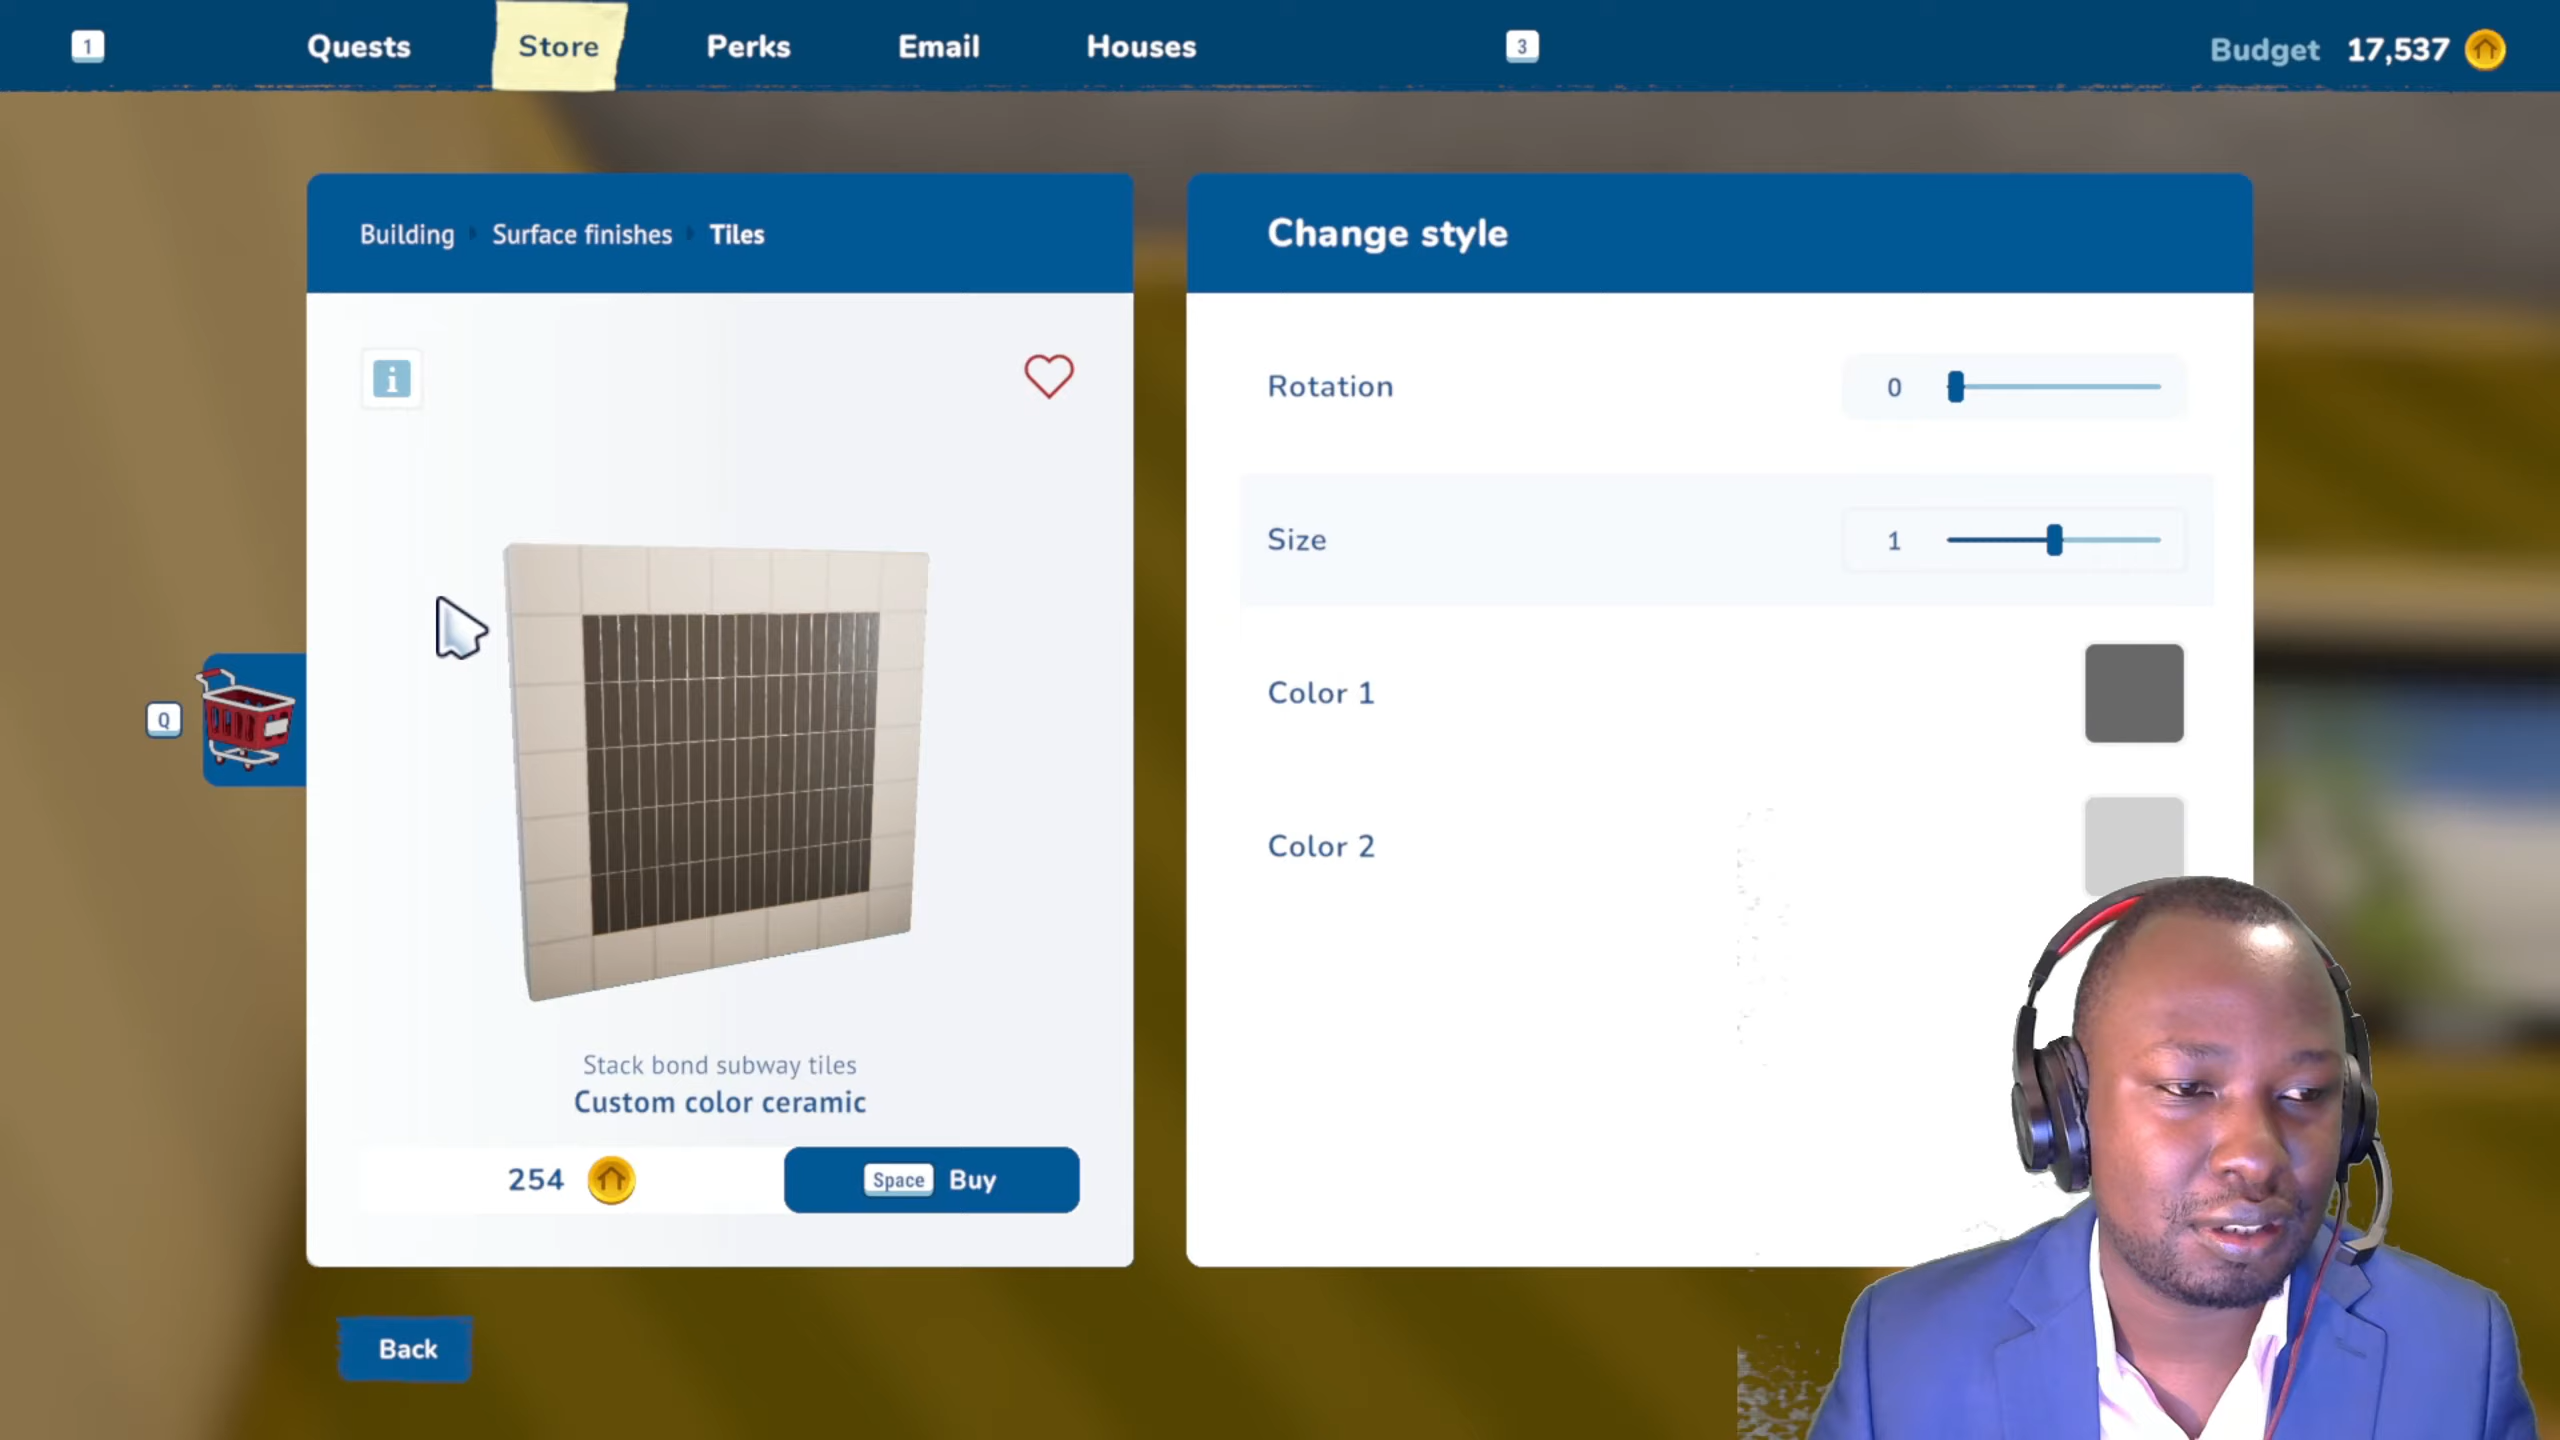 1
Quests
Store
Perks
Email
Houses
3
Budget 17,537
Building Surface finishes Tiles
i
Q
Stack bond subway tiles
Custom color ceramic
254
Space Buy
Back
Change style
Rotation 0
Size 1
Color 1
Color 2